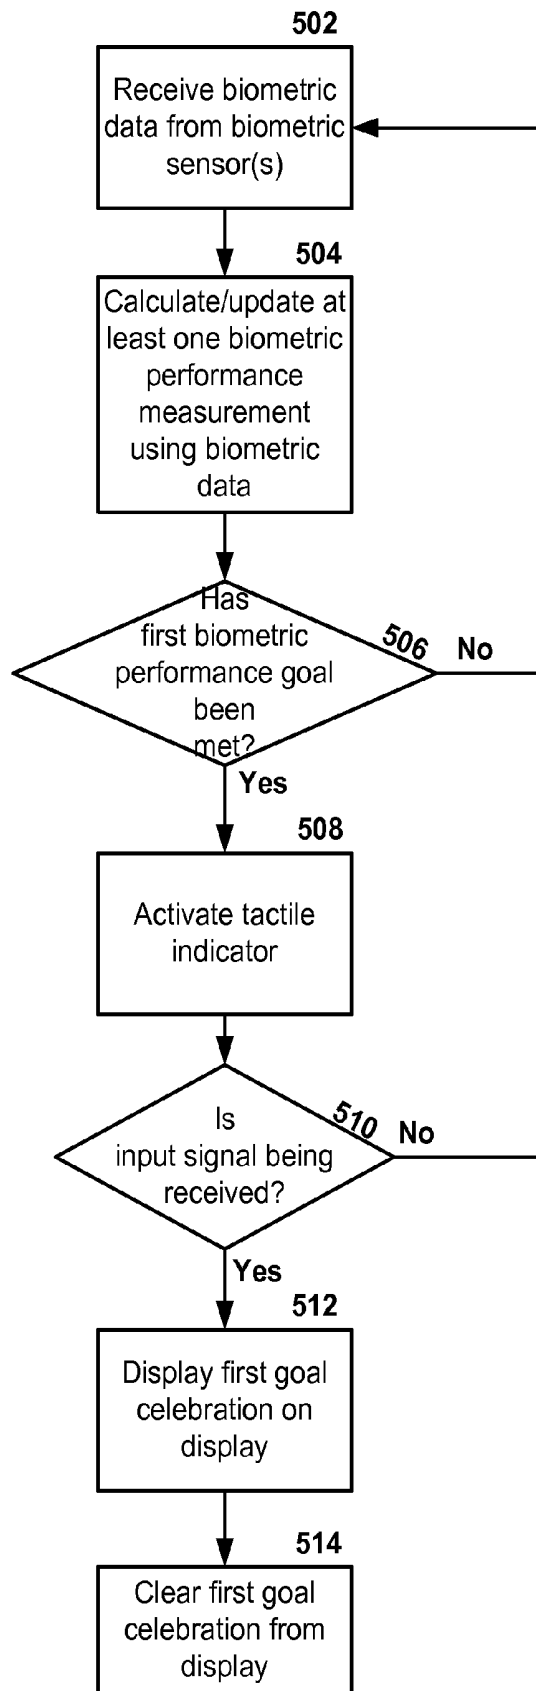 502
Receive biometric
data from biometric
sensor(s)
504
Calculate/update at
least one biometric
performance
measurement
using biometric
data
Has
first biometric
performance goal
been
met?
506
No
Yes
508
Activate tactile
indicator
Is
input signal being
received?
510
No
Yes
512
Display first goal
celebration on
display
514
Clear first goal
celebration from
display